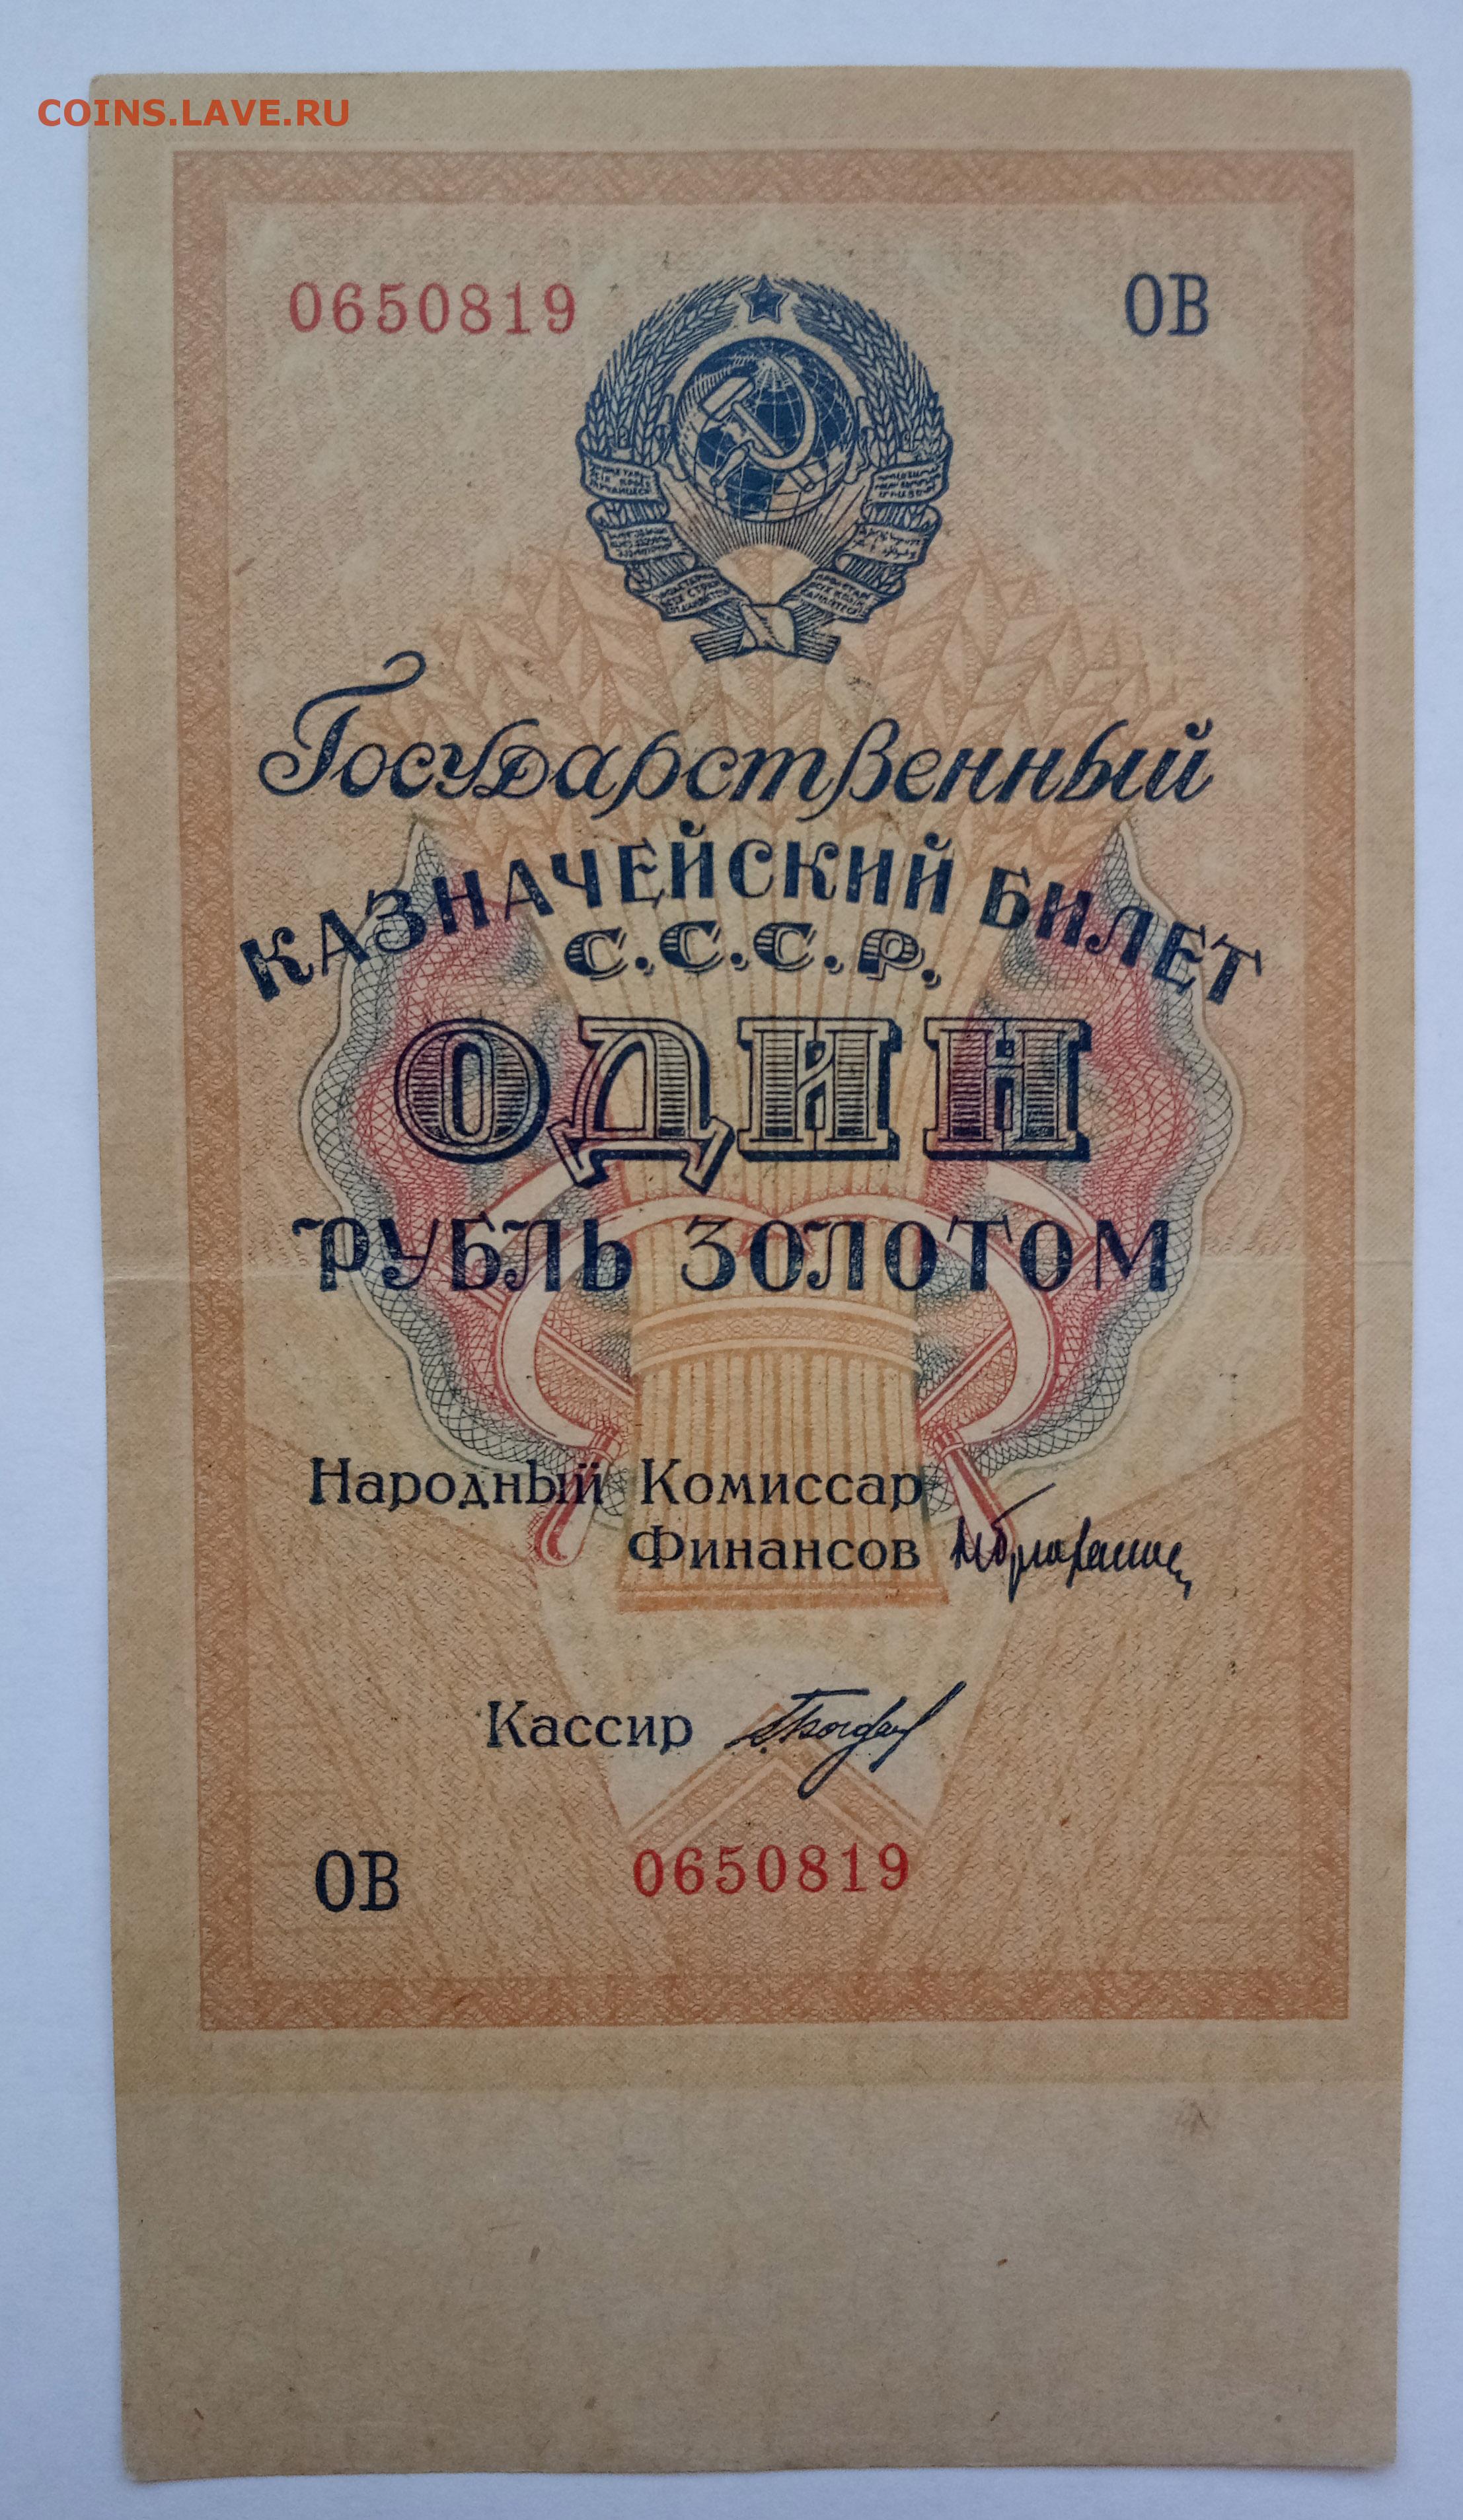 COINS.LAVE.RU
0650819 ОВ
Государственный
КАЗНАЧЕЙСКИЙ БИЛЕТ
С.С.С.Р.
ОДИН
РУБЛЬ ЗОЛОТОМ
Народный Комиссар
Финансов
Кассир
ОВ 0650819